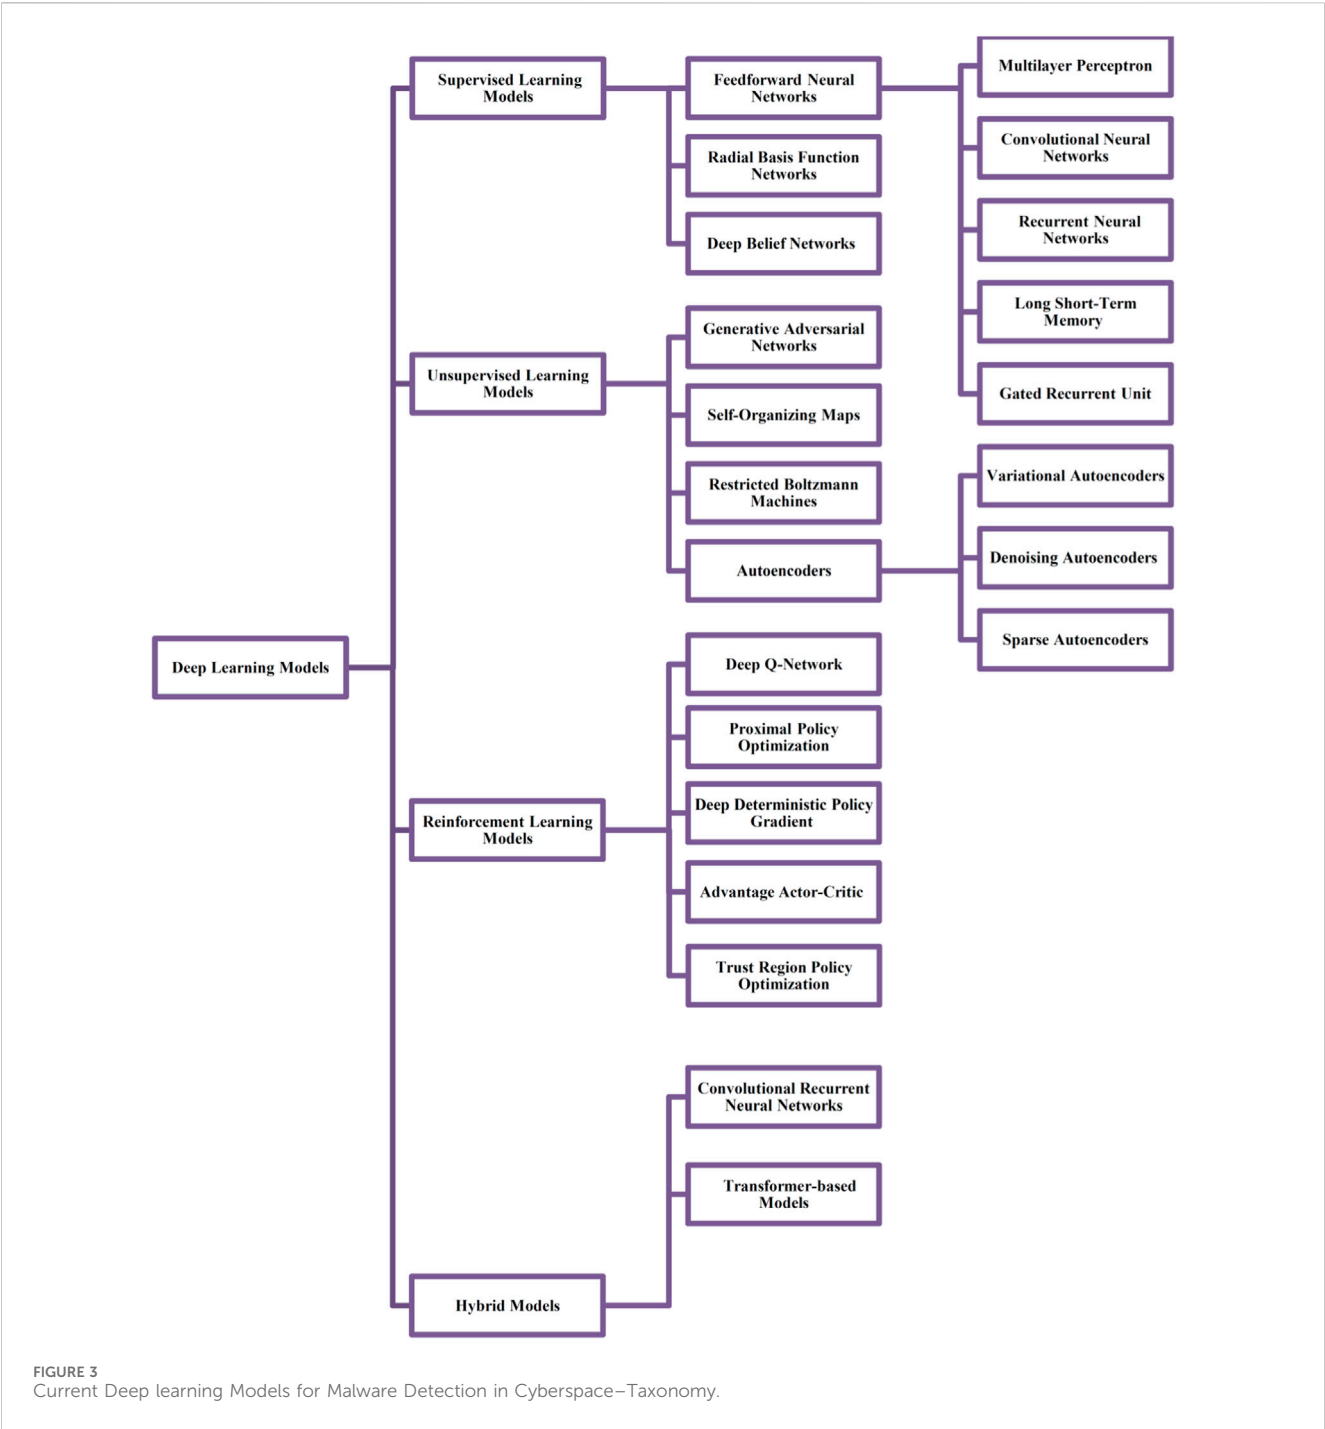 Deep Learning Models
Supervised Learning
Models
Feedforward Neural
Networks
Multilayer Perceptron
Convolutional Neural
Networks
Recurrent Neural
Networks
Long Short-Term
Memory
Gated Recurrent Unit
Radial Basis Function
Networks
Deep Belief Networks
Unsupervised Learning
Models
Generative Adversarial
Networks
Self-Organizing Maps
Restricted Boltzmann
Machines
Autoencoders
Variational Autoencoders
Denoising Autoencoders
Sparse Autoencoders
Reinforcement Learning
Models
Deep Q-Network
Proximal Policy
Optimization
Deep Deterministic Policy
Gradient
Advantage Actor-Critic
Trust Region Policy
Optimization
Hybrid Models
Convolutional Recurrent
Neural Networks
Transformer-based
Models
FIGURE 3
Current Deep learning Models for Malware Detection in Cyberspace–Taxonomy.